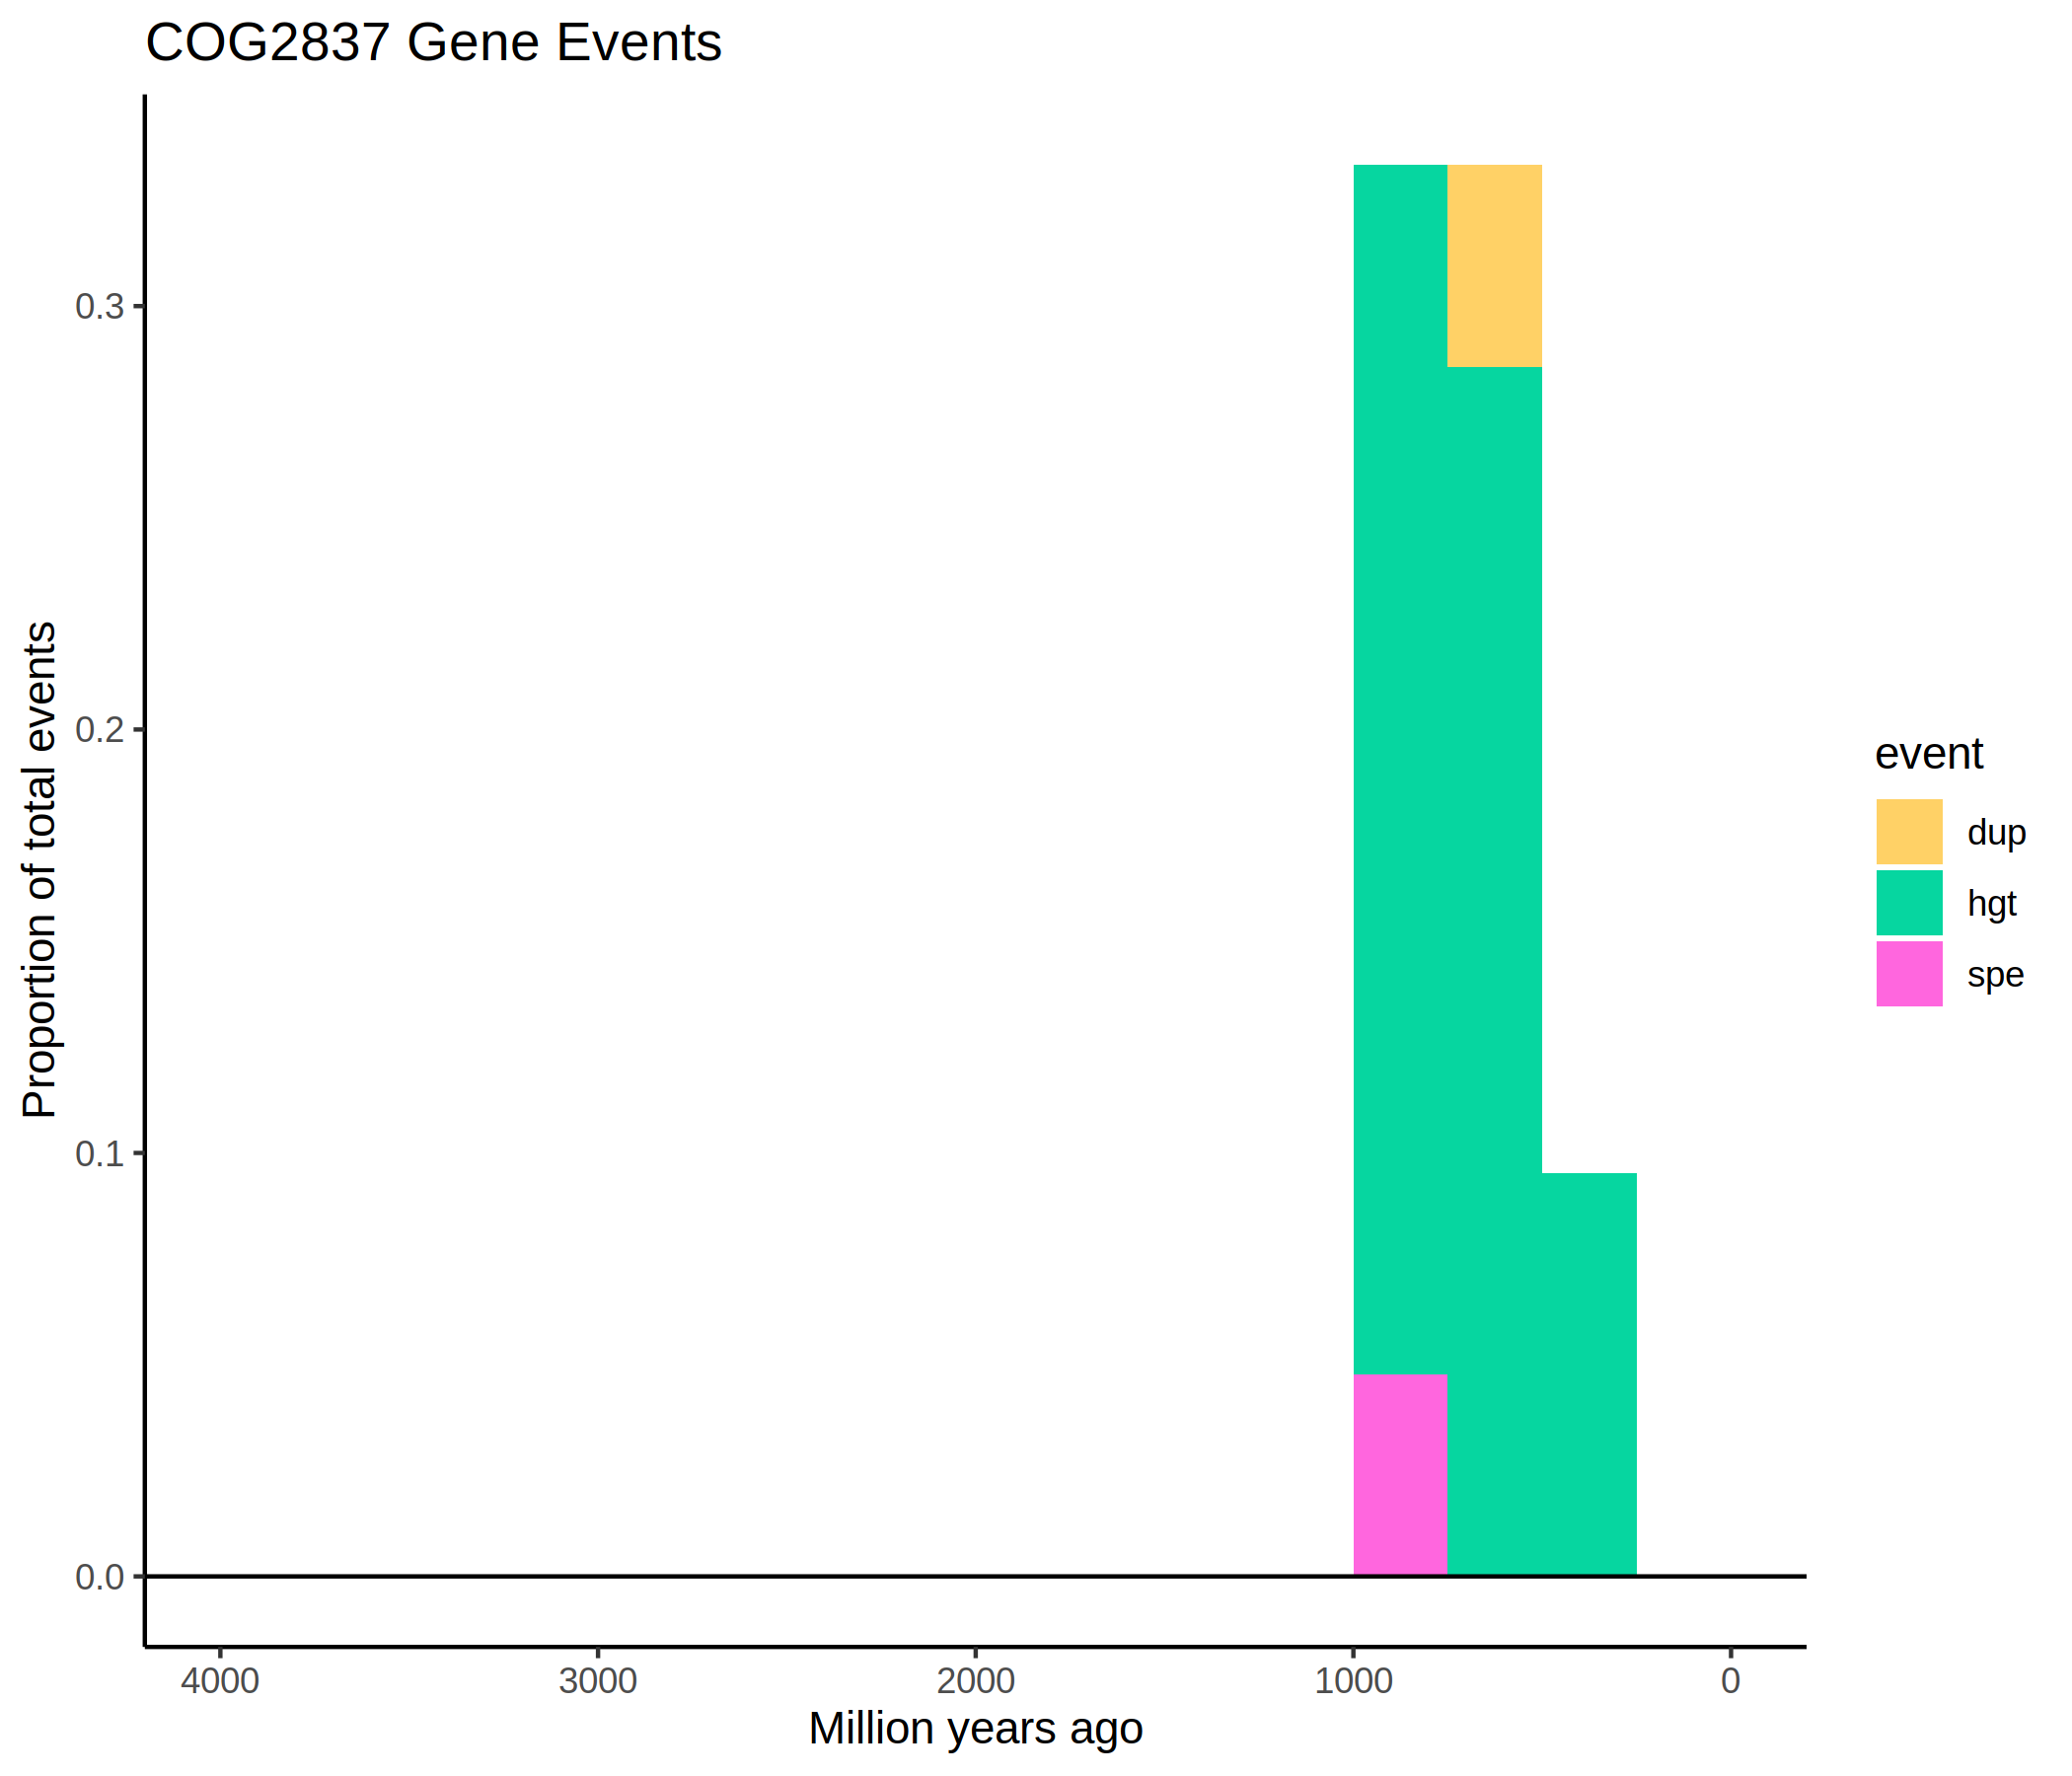 COG2837 Gene Events
Proportion of total events
0.3
0.2
0.1
0.0
4000 3000 2000 1000 0
Million years ago
event
dup
hgt
spe